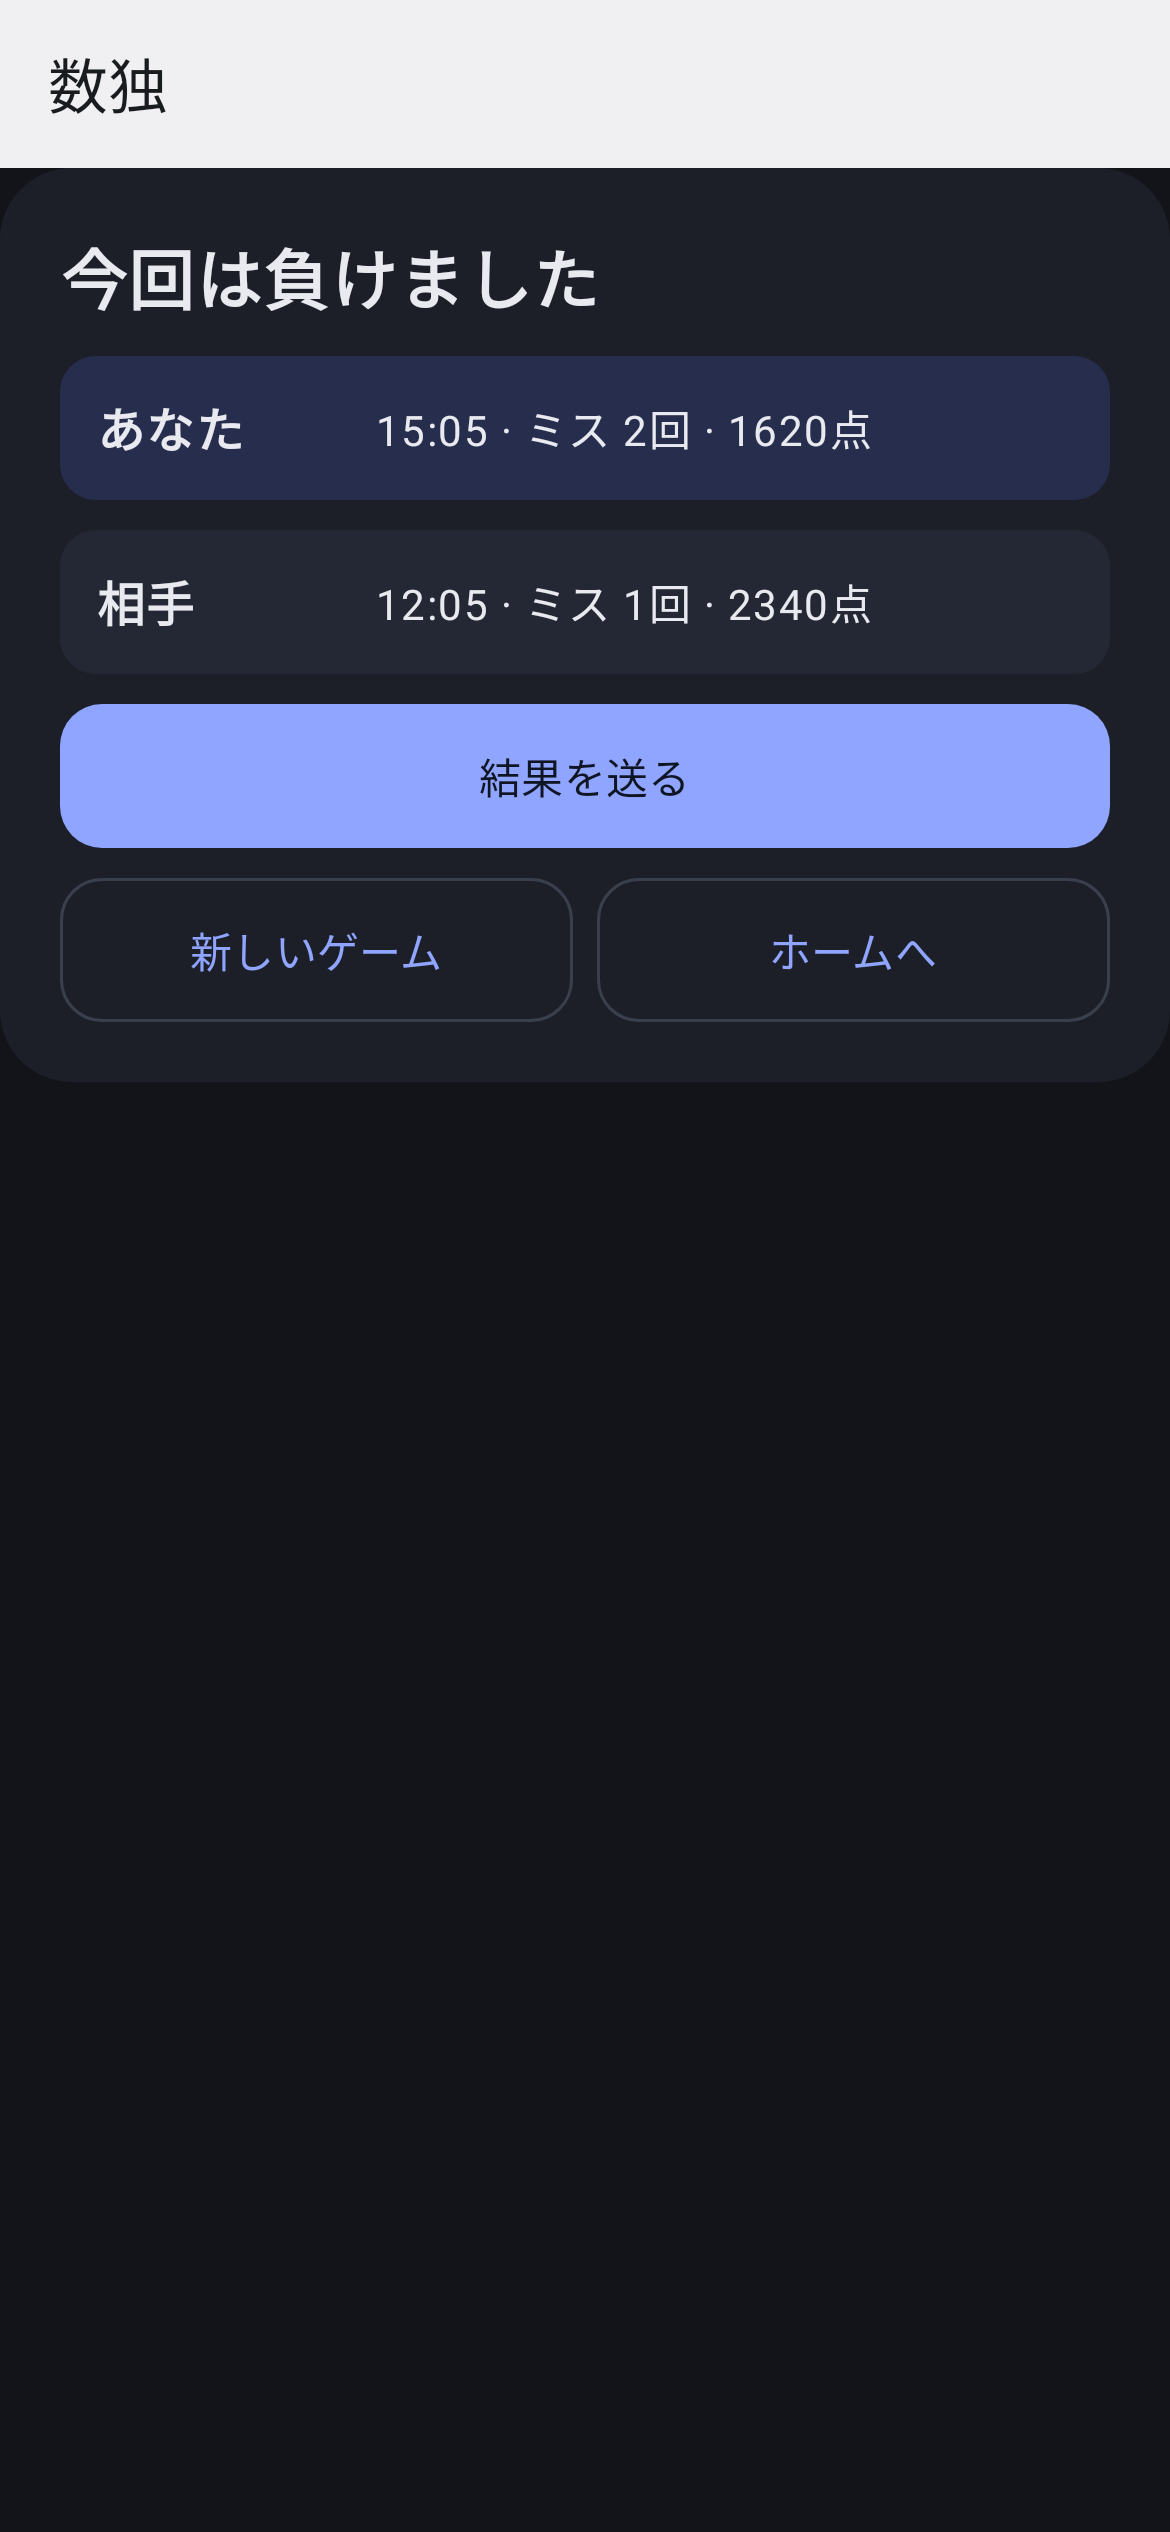 数独
今回は負けました
あなた 15:05 · ミス 2回 · 1620点
相手 12:05 · ミス 1回 · 2340点
結果を送る
新しいゲーム ホームへ